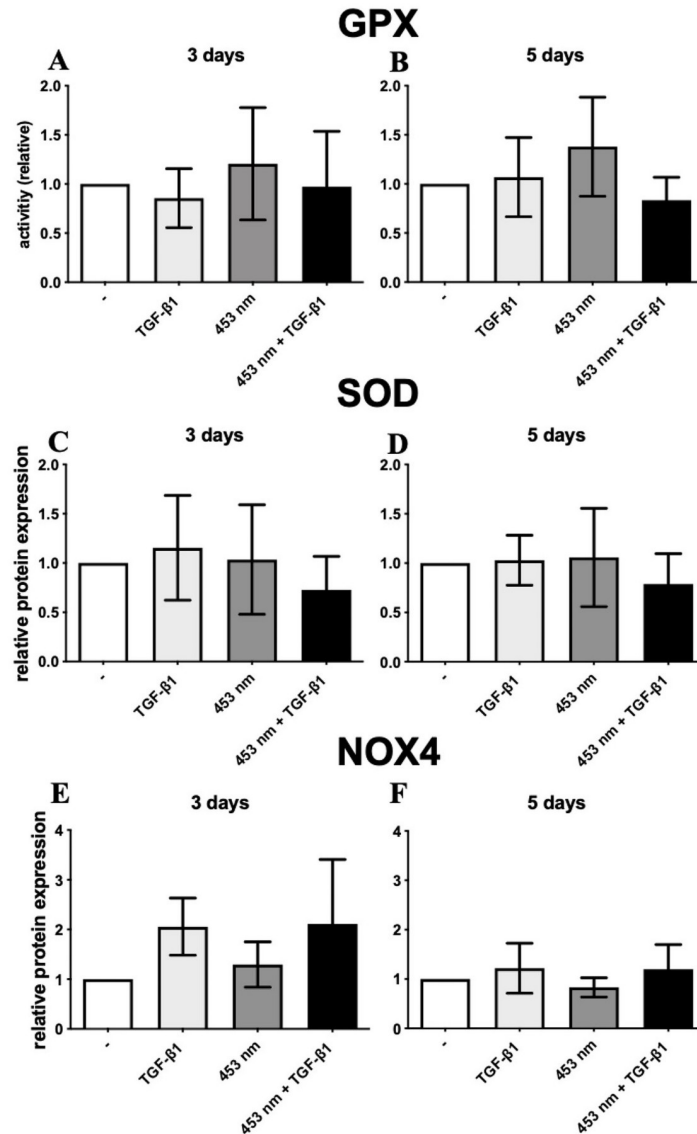 GPX
A
3 days
B
5 days
activitiy (relative)
2.0
1.5
1.0
0.5
0.0
-
TGF-β1
453 nm
453 nm + TGF-β1
2.0
1.5
1.0
0.5
0.0
-
TGF-β1
453 nm
453 nm + TGF-β1
SOD
C
3 days
D
5 days
relative protein expression
2.0
1.5
1.0
0.5
0.0
-
TGF-β1
453 nm
453 nm + TGF-β1
2.0
1.5
1.0
0.5
0.0
-
TGF-β1
453 nm
453 nm + TGF-β1
NOX4
E
3 days
F
5 days
relative protein expression
4
3
2
1
0
-
TGF-β1
453 nm
453 nm + TGF-β1
4
3
2
1
0
-
TGF-β1
453 nm
453 nm + TGF-β1